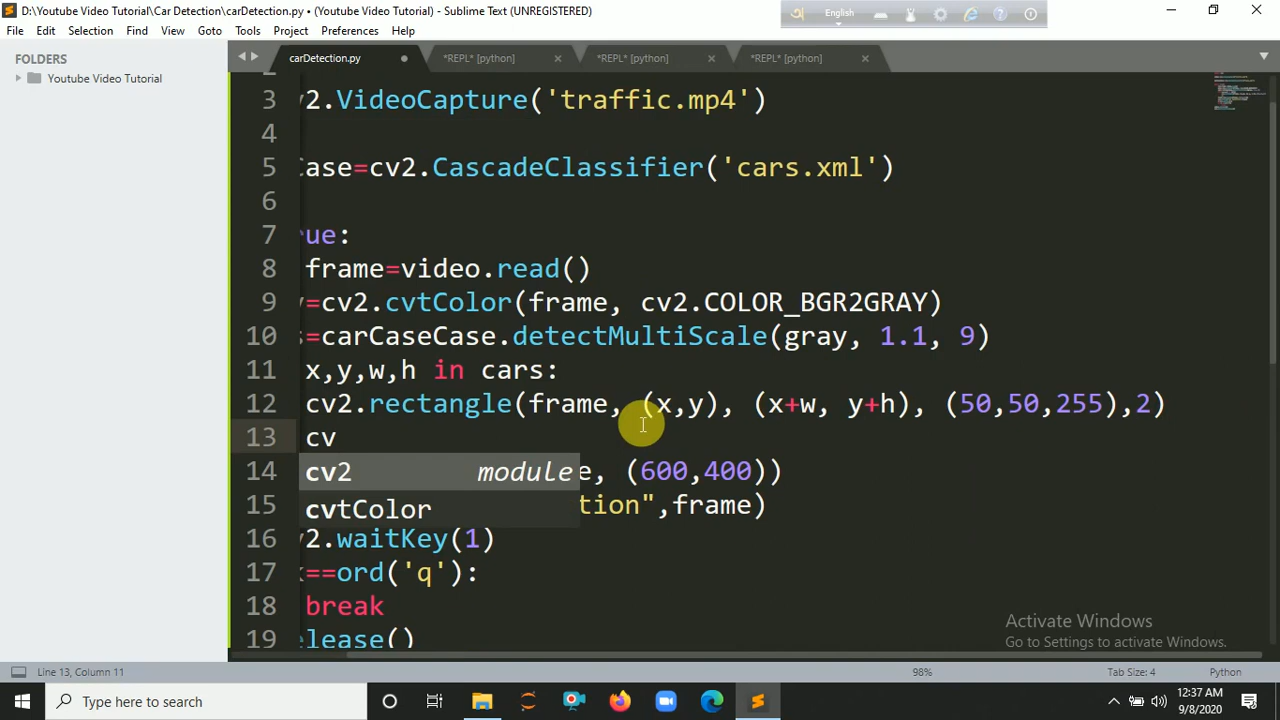 D:\Youtube Video Tutorial\Car Detection\carDetection.py • (Youtube Video Tutorial) - Sublime Text (UNREGISTERED)
English
File Edit Selection Find View Goto Tools Project Preferences Help
FOLDERS
Youtube Video Tutorial
carDetection.py
*REPL* [python]
*REPL* [python]
*REPL* [python]
3 v2.VideoCapture('traffic.mp4')
4
5 Case=cv2.CascadeClassifier('cars.xml')
6
7 rue:
8 frame=video.read()
9 y=cv2.cvtColor(frame, cv2.COLOR_BGR2GRAY)
10 s=carCaseCase.detectMultiScale(gray, 1.1, 9)
11 x,y,w,h in cars:
12 cv2.rectangle(frame, (x,y), (x+w, y+h), (50,50,255),2)
13 cv
cv2 module
cvtColor
14 e, (600,400))
15 tion",frame)
16 v2.waitKey(1)
17 k==ord('q'):
18 break
19 elease()
Activate Windows
Go to Settings to activate Windows.
Line 13, Column 11
98%
Tab Size: 4
Python
Type here to search
12:37 AM
9/8/2020